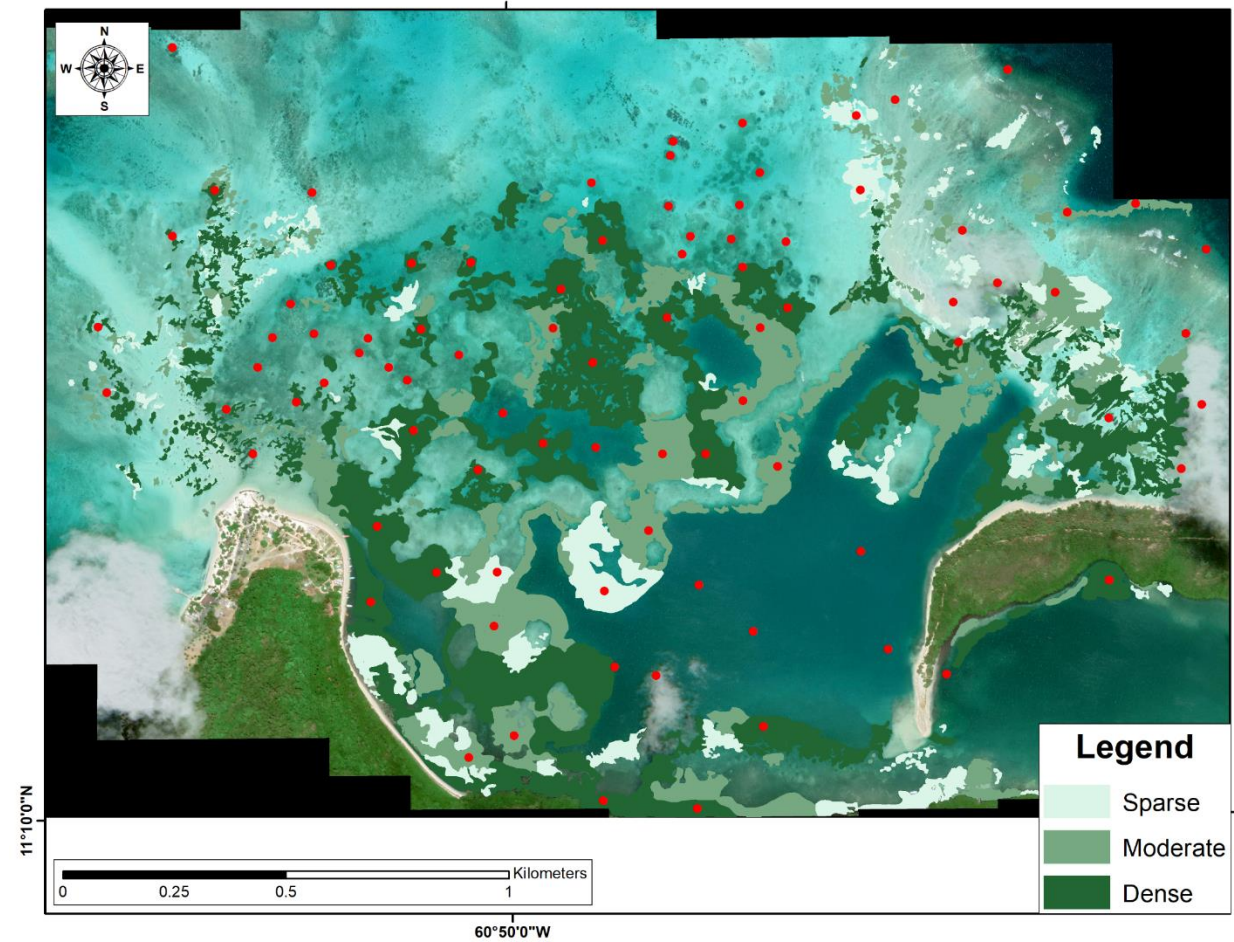 N
W E
S
Legend
Sparse
Moderate
Dense
11°10'0"N
Kilometers
0 0.25 0.5 1
60°50'0"W